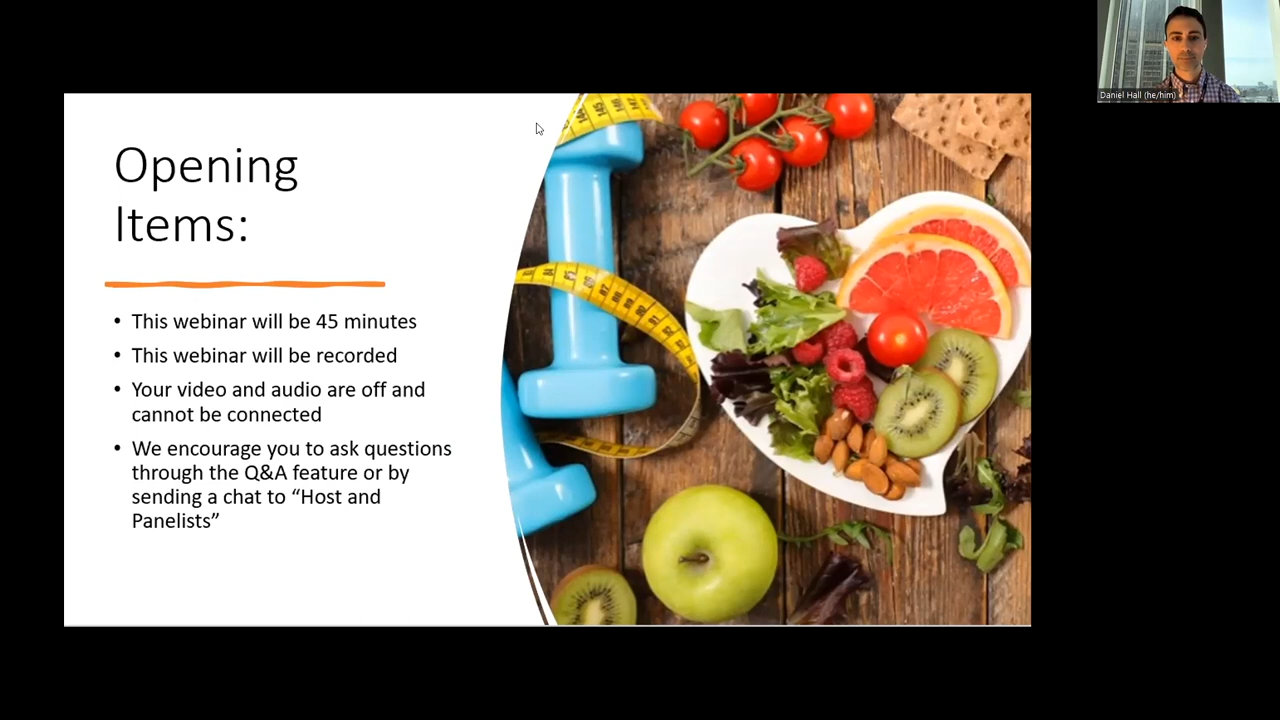 Opening
Items:
• This webinar will be 45 minutes
• This webinar will be recorded
• Your video and audio are off and
cannot be connected
• We encourage you to ask questions
through the Q&A feature or by
sending a chat to “Host and
Panelists”
Daniel Hall (he/him)